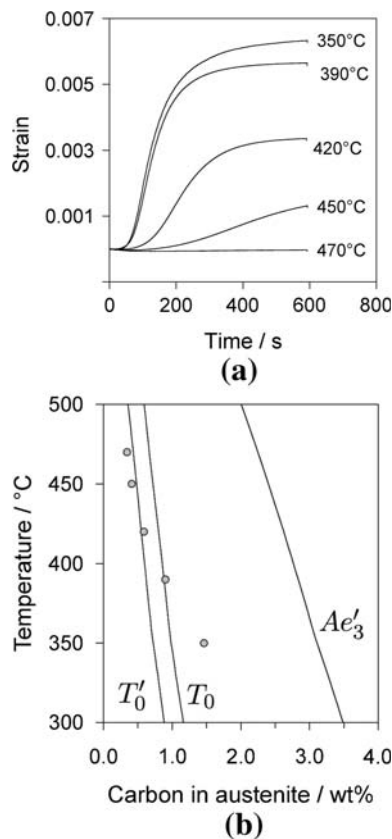 0.007
350°C
390°C
0.005
Strain
0.003
420°C
450°C
0.001
470°C
0 200 400 600 800
Time / s
(a)
500
450
Temperature / °C
400
350
Ae′3
T′0 T0
300
0.0 1.0 2.0 3.0 4.0
Carbon in austenite / wt%
(b)